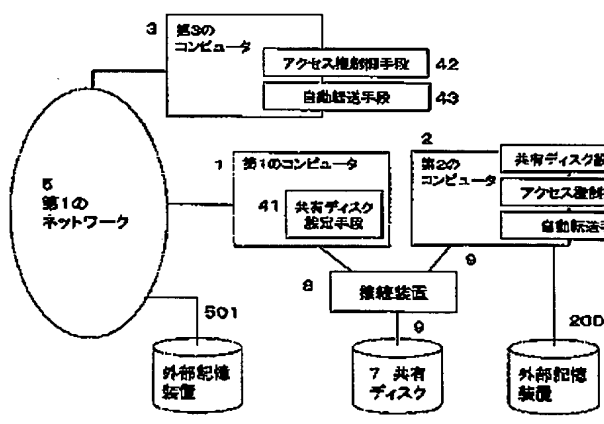 3
第3の
コンピュータ
アクセス権制御手段
42
自動転送手段
43
5
第1の
ネットワーク
1
第1のコンピュータ
41
共有ディスク
設定手段
2
第2の
コンピュータ
共有ディスク設
アクセス権制
自動転送手
8
接続装置
9
9
501
200
外部記憶
装置
7 共有
ディスク
外部記憶
装置